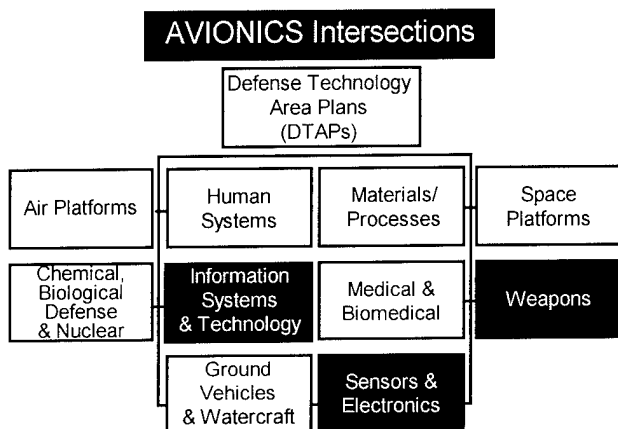 AVIONICS Intersections
Defense Technology
Area Plans
(DTAPs)
Air Platforms
Human
Systems
Materials/
Processes
Space
Platforms
Chemical,
Biological
Defense
& Nuclear
Information
Systems
& Technology
Medical &
Biomedical
Weapons
Ground
Vehicles
& Watercraft
Sensors &
Electronics